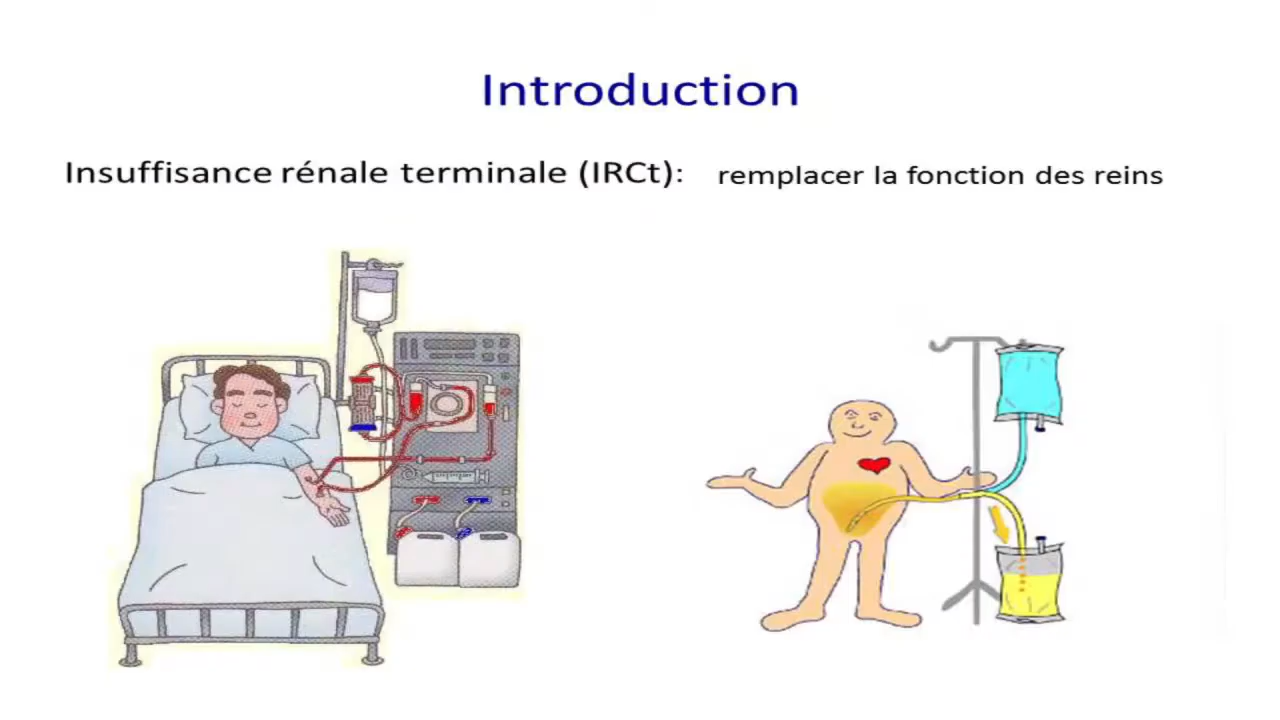 Introduction
Insuffisance rénale terminale (IRCt): remplacer la fonction des reins